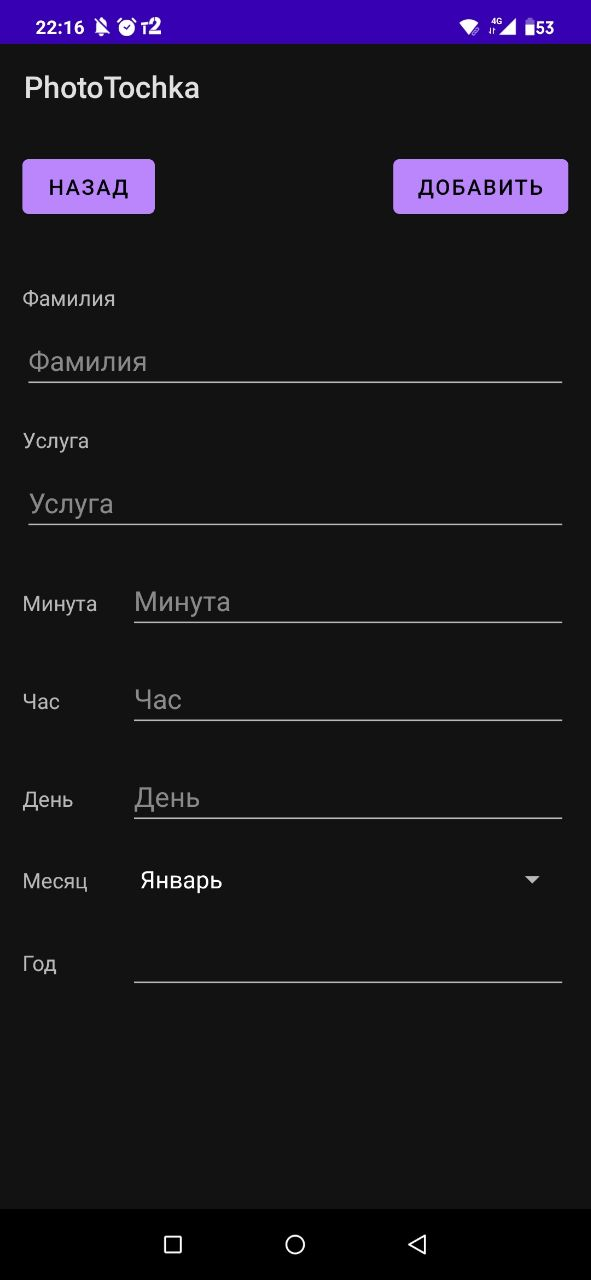 22:16 T2 4G 53
PhotoTochka
НАЗАД ДОБАВИТЬ
Фамилия
Фамилия
Услуга
Услуга
Минута Минута
Час Час
День День
Месяц Январь
Год